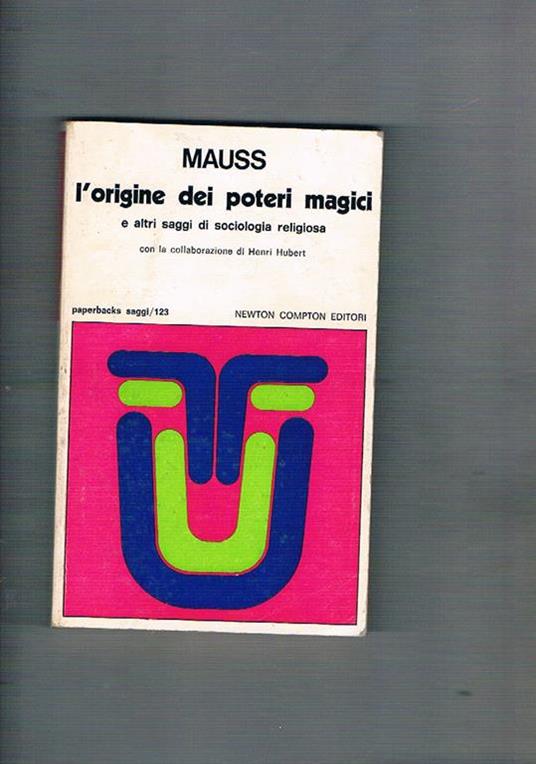 MAUSS
l'origine dei poteri magici
e altri saggi di sociologia religiosa
con la collaborazione di Henri Hubert
paperbacks saggi/123 NEWTON COMPTON EDITORI